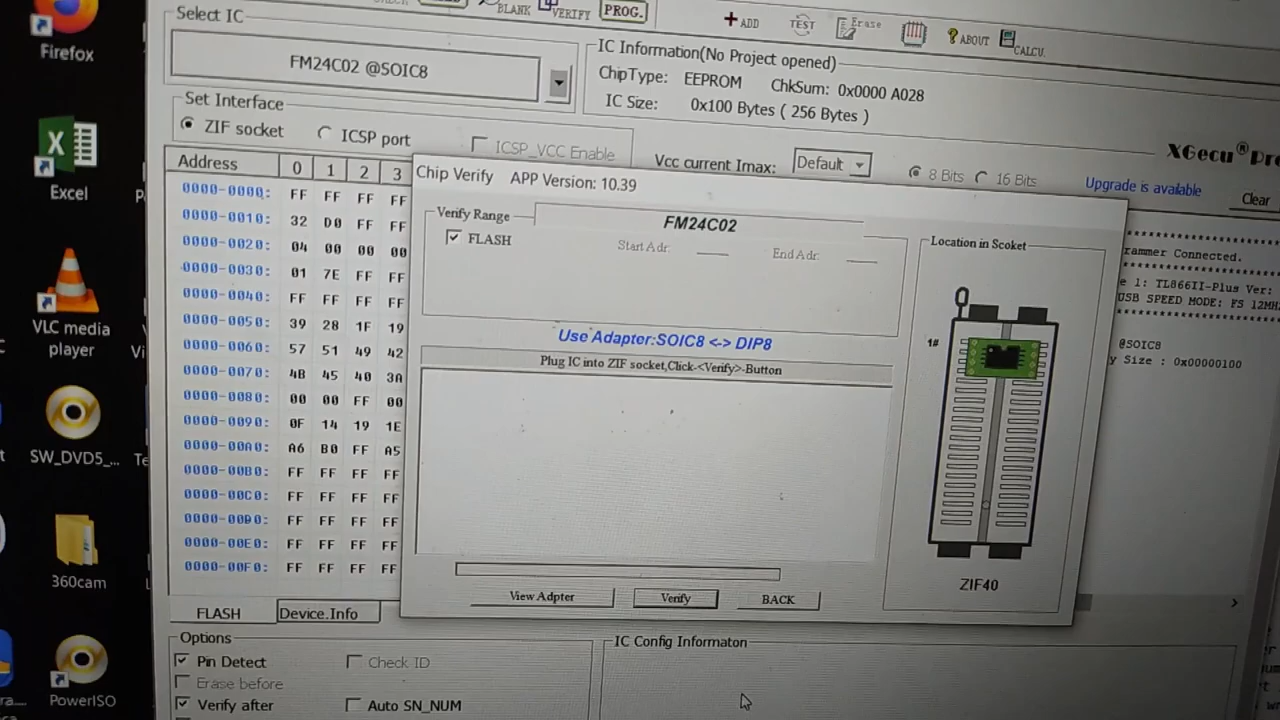 Firefox
Excel
VLC media
player
SW_DVD5_...
360cam
PowerISO
BLANK
VERIFY
PROG.
ADD
TEST
Erase
ABOUT
CALCU.
Select IC
FM24C02 @SOIC8
IC Information(No Project opened)
ChipType: EEPROM ChkSum: 0x0000 A028
IC Size: 0x100 Bytes ( 256 Bytes )
Set Interface
ZIF socket ICSP port ICSP_VCC Enable
Vcc current Imax: Default 8 Bits 16 Bits
XGecu®Pro
Upgrade is available
Clear
Address 0 1 2 3
0000-0000: FF FF FF FF
0000-0010: 32 D0 FF FF
0000-0020: 04 00 00 00
0000-0030: 01 7E FF FF
0000-0040: FF FF FF FF
0000-0050: 39 28 1F 19
0000-0060: 57 51 49 42
0000-0070: 4B 45 40 3A
0000-0080: 00 00 FF 00
0000-0090: 0F 14 19 1E
0000-00A0: A6 B0 FF A5
0000-00B0: FF FF FF FF
0000-00C0: FF FF FF FF
0000-00D0: FF FF FF FF
0000-00E0: FF FF FF FF
0000-00F0: FF FF FF FF
FLASH Device.Info
Chip Verify APP Version: 10.39
Verify Range
FM24C02
FLASH
Start Adr: End Adr:
Use Adapter:SOIC8 <-> DIP8
Plug IC into ZIF socket,Click-<Verify>-Button
View Adpter Verify BACK
Location in Scoket
1#
ZIF40
rammer Connected.
e 1: TL866II-Plus Ver:
USB SPEED MODE: FS 12MH
@SOIC8
y Size : 0x00000100
Options
Pin Detect Check ID
Erase before
Verify after Auto SN_NUM
IC Config Informaton